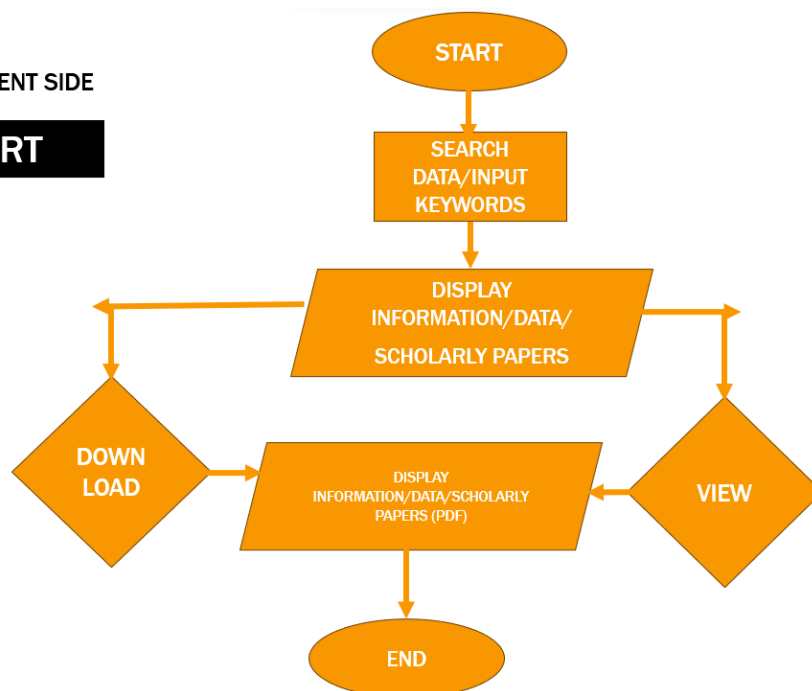 START
ENT SIDE
RT
SEARCH
DATA/INPUT
KEYWORDS
DISPLAY
INFORMATION/DATA/
SCHOLARLY PAPERS
DOWN
LOAD
DISPLAY
INFORMATION/DATA/SCHOLARLY
PAPERS (PDF)
VIEW
END